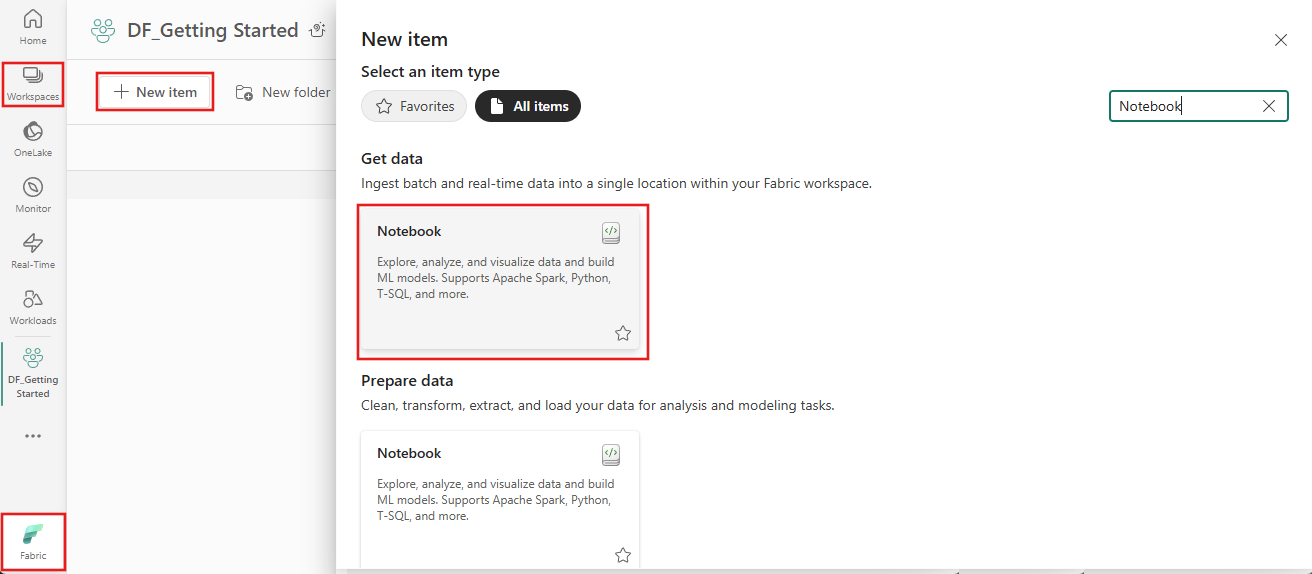 Home
Workspaces
OneLake
Monitor
Real-Time
Workloads
DF_Getting
Started
Fabric
DF_Getting Started
New item
New folder
New item
Select an item type
Favorites
All items
Notebook
Get data
Ingest batch and real-time data into a single location within your Fabric workspace.
Notebook
Explore, analyze, and visualize data and build
ML models. Supports Apache Spark, Python,
T-SQL, and more.
Prepare data
Clean, transform, extract, and load your data for analysis and modeling tasks.
Notebook
Explore, analyze, and visualize data and build
ML models. Supports Apache Spark, Python,
T-SQL, and more.